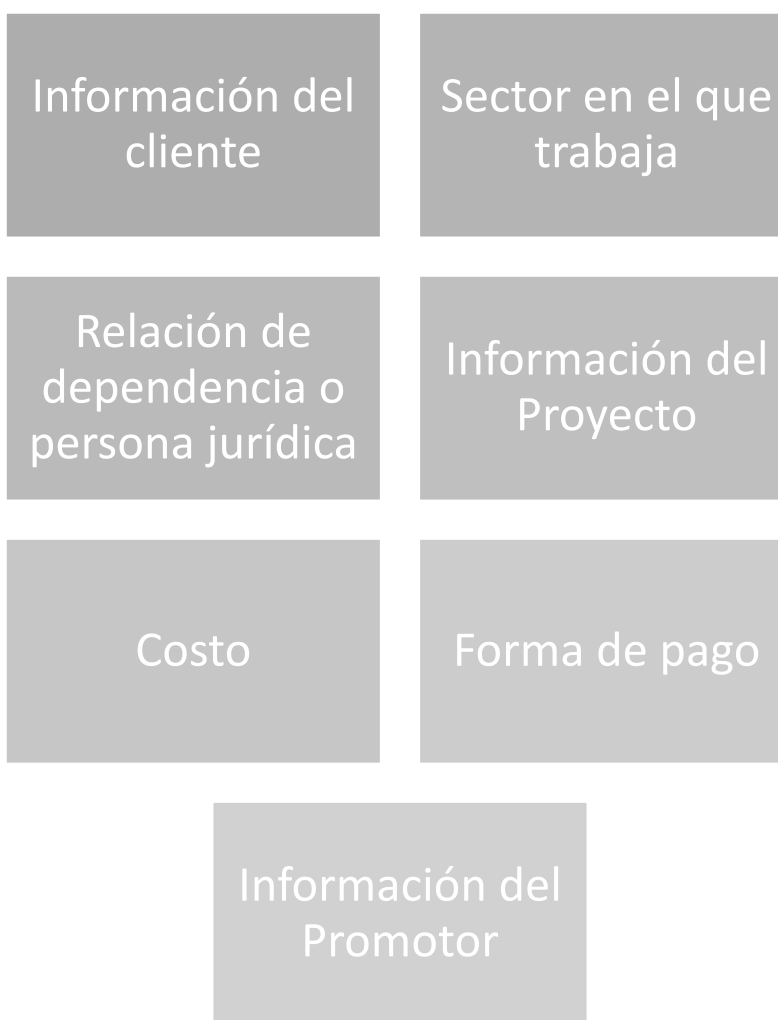 Información del
cliente
Sector en el que
trabaja
Relación de
dependencia o
persona jurídica
Información del
Proyecto
Costo
Forma de pago
Información del
Promotor